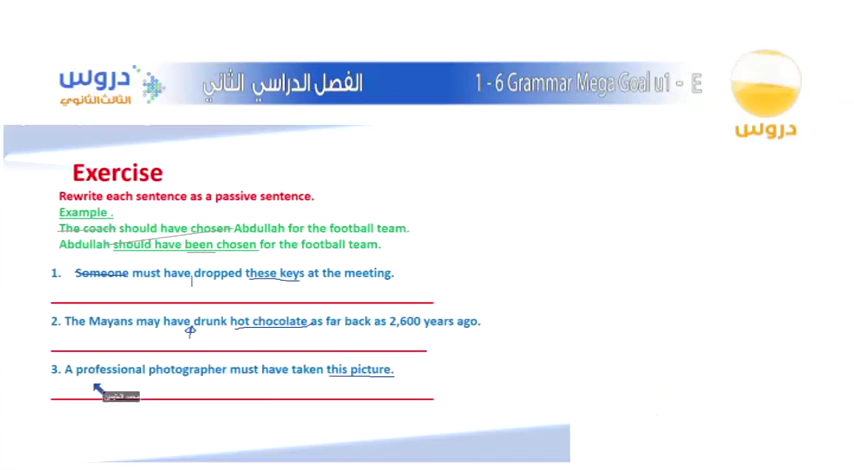 دروس
الثالث الثانوي
الفصل الدراسي الثاني
1 - 6 Grammar Mega Goal u1 - E
دروس
Exercise
Rewrite each sentence as a passive sentence.
Example .
The coach should have chosen Abdullah for the football team.
Abdullah should have been chosen for the football team.
1. Someone must have dropped these keys at the meeting.
2. The Mayans may have drunk hot chocolate as far back as 2,600 years ago.
3. A professional photographer must have taken this picture.